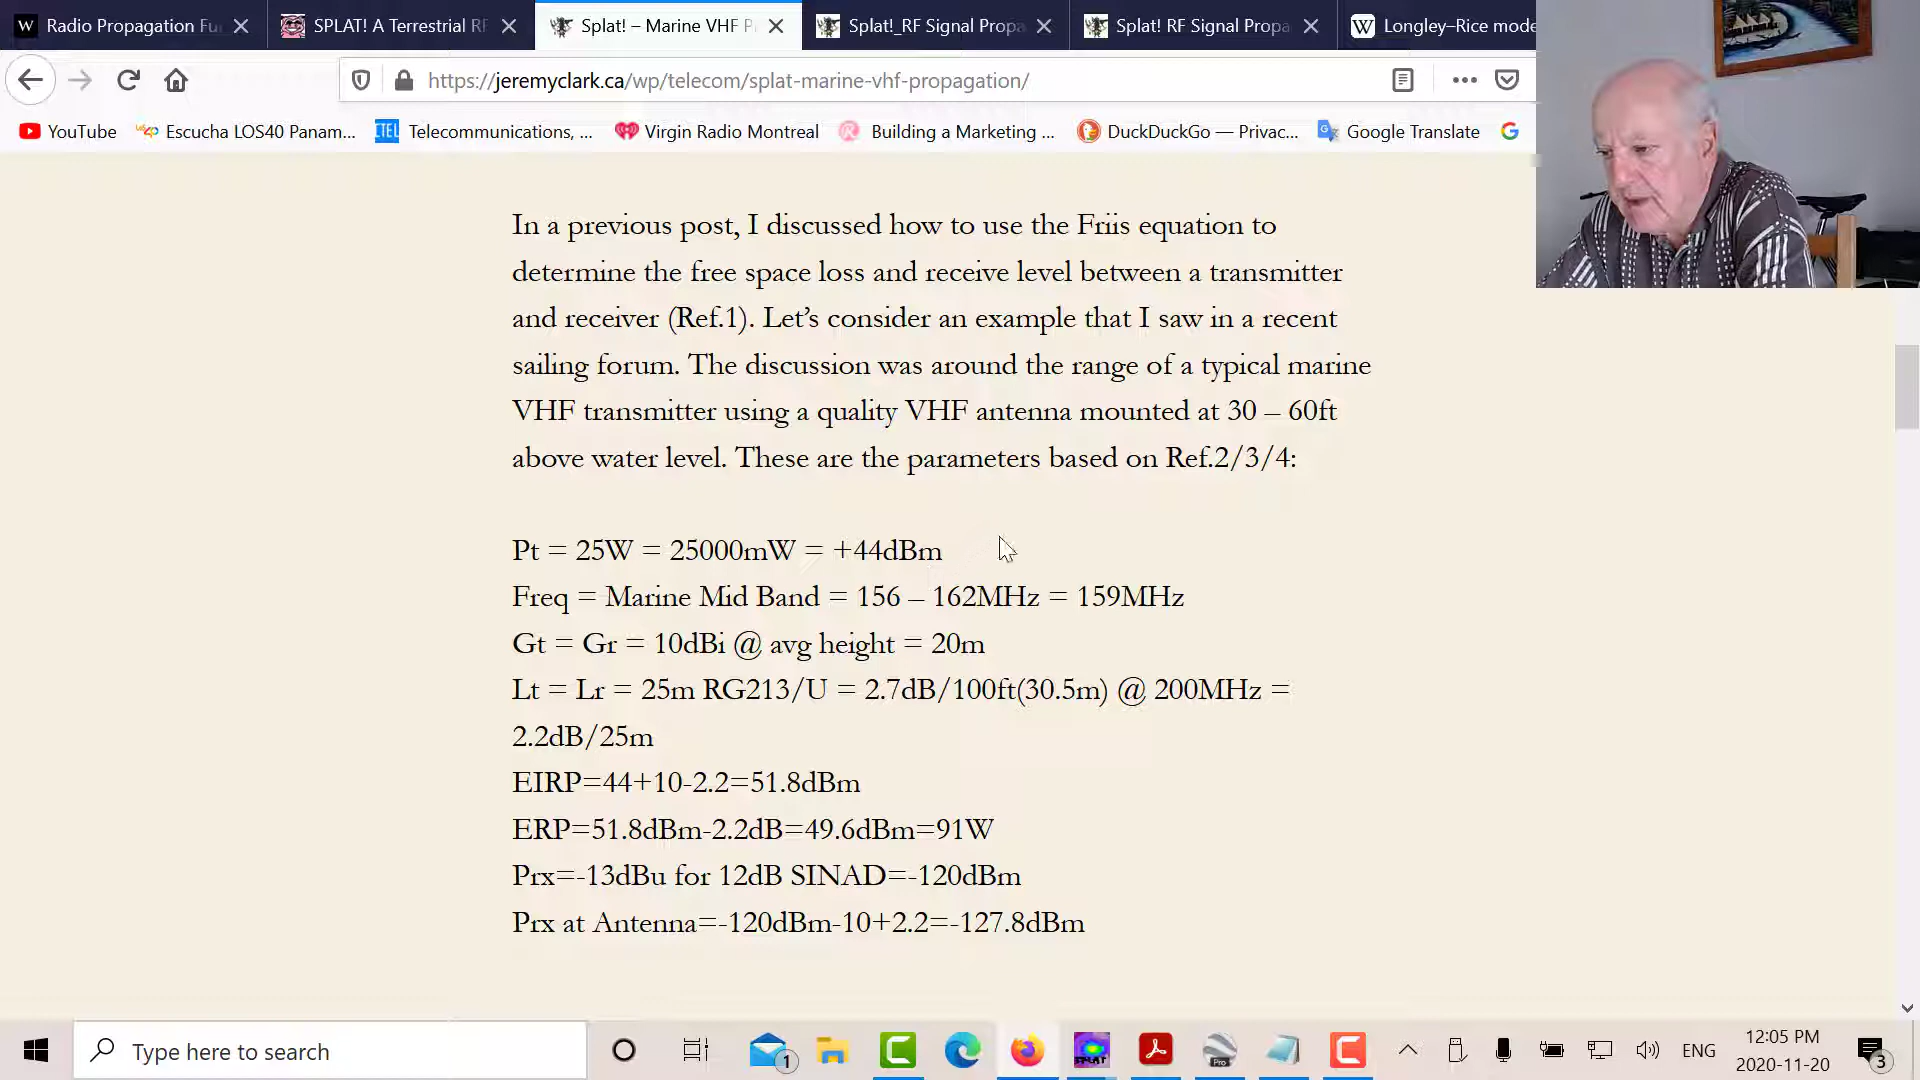 Radio Propagation Fu
SPLAT! A Terrestrial RF
Splat! – Marine VHF P
Splat!_RF Signal Propa
Splat! RF Signal Propa
Longley–Rice mode
https://jeremyclark.ca/wp/telecom/splat-marine-vhf-propagation/
YouTube
Escucha LOS40 Panam...
Telecommunications, ...
Virgin Radio Montreal
Building a Marketing ...
DuckDuckGo — Privac...
Google Translate
In a previous post, I discussed how to use the Friis equation to
determine the free space loss and receive level between a transmitter
and receiver (Ref.1). Let’s consider an example that I saw in a recent
sailing forum. The discussion was around the range of a typical marine
VHF transmitter using a quality VHF antenna mounted at 30 – 60ft
above water level. These are the parameters based on Ref.2/3/4:
Pt = 25W = 25000mW = +44dBm
Freq = Marine Mid Band = 156 – 162MHz = 159MHz
Gt = Gr = 10dBi @ avg height = 20m
Lt = Lr = 25m RG213/U = 2.7dB/100ft(30.5m) @ 200MHz =
2.2dB/25m
EIRP=44+10-2.2=51.8dBm
ERP=51.8dBm-2.2dB=49.6dBm=91W
Prx=-13dBu for 12dB SINAD=-120dBm
Prx at Antenna=-120dBm-10+2.2=-127.8dBm
Type here to search
1
SPLAT
Pro
ENG
12:05 PM
2020-11-20
3